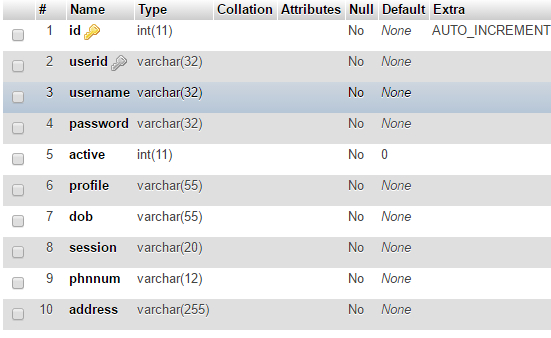 # Name Type Collation Attributes Null Default Extra
1 id int(11) No None AUTO_INCREMENT
2 userid varchar(32) No None
3 username varchar(32) No None
4 password varchar(32) No None
5 active int(11) No 0
6 profile varchar(55) No None
7 dob varchar(55) No None
8 session varchar(20) No None
9 phnnum varchar(12) No None
10 address varchar(255) No None